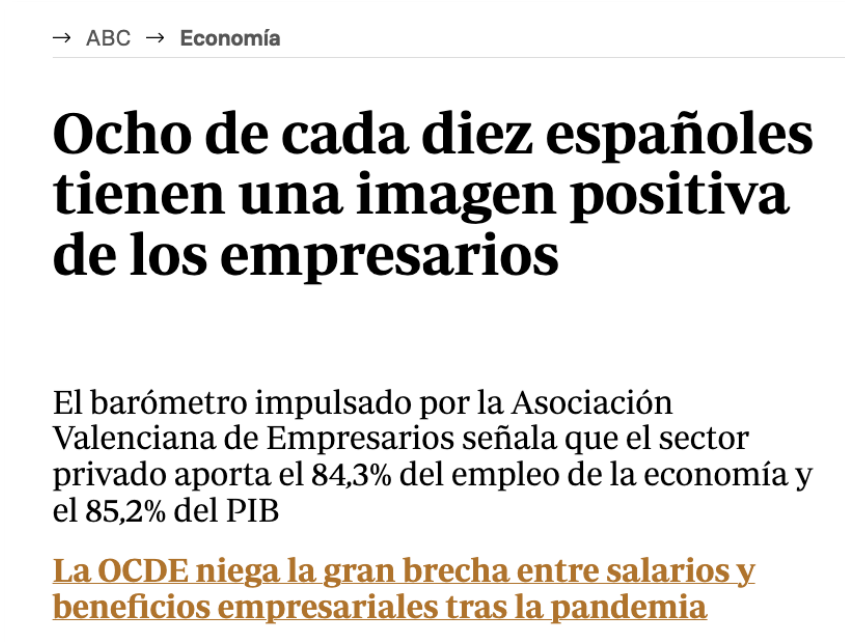 → ABC → Economía
Ocho de cada diez españoles
tienen una imagen positiva
de los empresarios
El barómetro impulsado por la Asociación
Valenciana de Empresarios señala que el sector
privado aporta el 84,3% del empleo de la economía y
el 85,2% del PIB
La OCDE niega la gran brecha entre salarios y
beneficios empresariales tras la pandemia